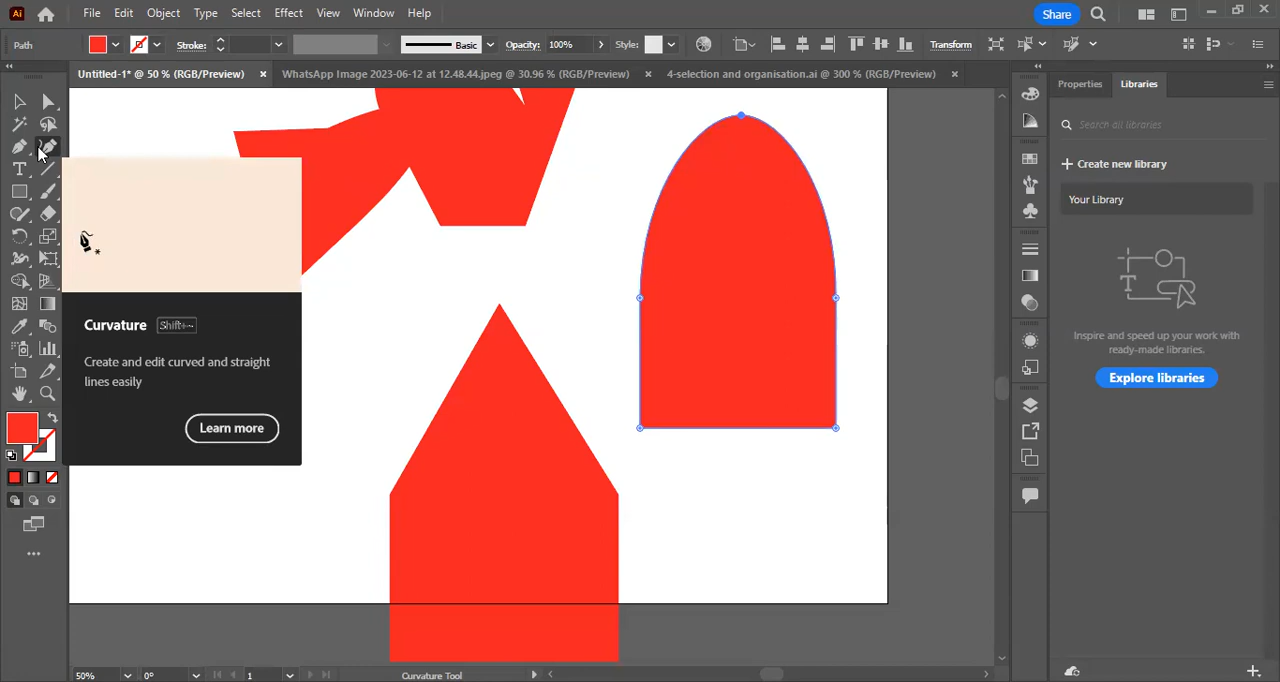 Ai File Edit Object Type Select Effect View Window Help Share
Path Stroke: Basic Opacity: 100% Style: Transform
Untitled-1* @ 50 % (RGB/Preview) WhatsApp Image 2023-06-12 at 12.48.44.jpeg @ 30.96 % (RGB/Preview) 4-selection and organisation.ai @ 300 % (RGB/Preview)
Properties Libraries
Search all libraries
Create new library
Your Library
Curvature Shift+~
Create and edit curved and straight
lines easily
Learn more
Inspire and speed up your work with
ready-made libraries.
Explore libraries
50% 0° 1 Curvature Tool